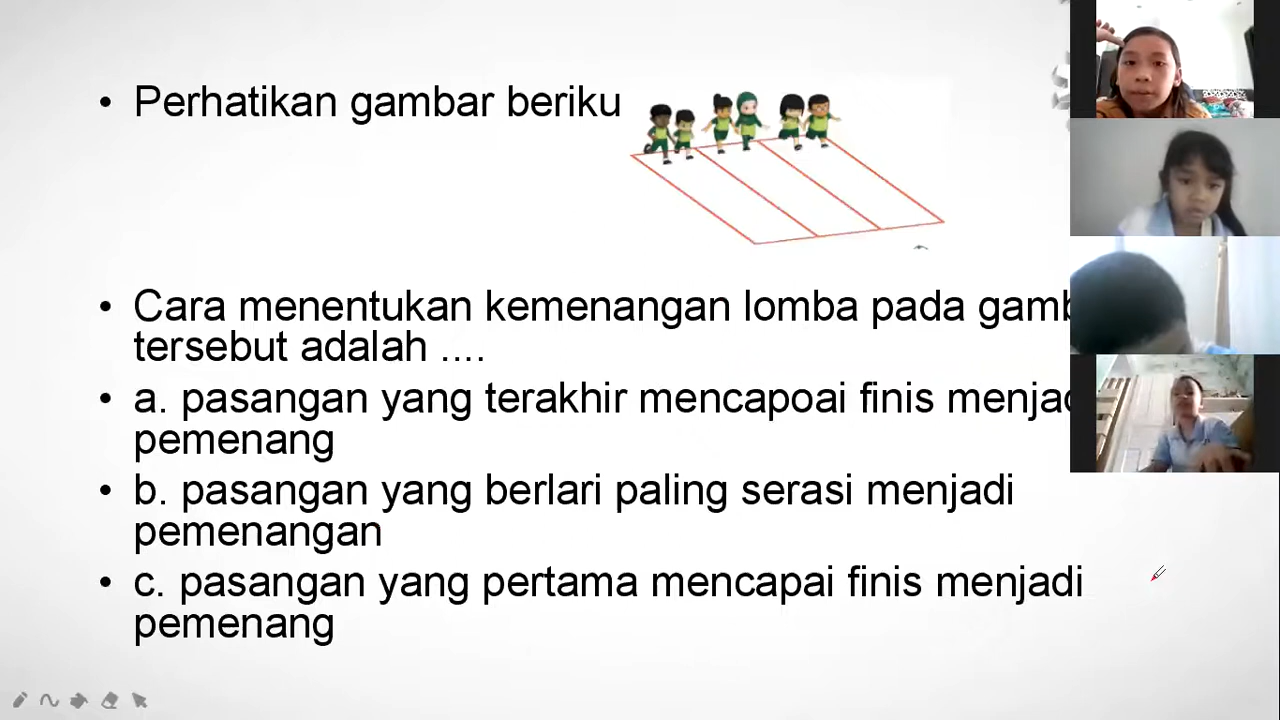 • Perhatikan gambar beriku
• Cara menentukan kemenangan lomba pada gamb
tersebut adalah ....
• a. pasangan yang terakhir mencapoai finis menjad
pemenang
• b. pasangan yang berlari paling serasi menjadi
pemenangan
• c. pasangan yang pertama mencapai finis menjadi
pemenang